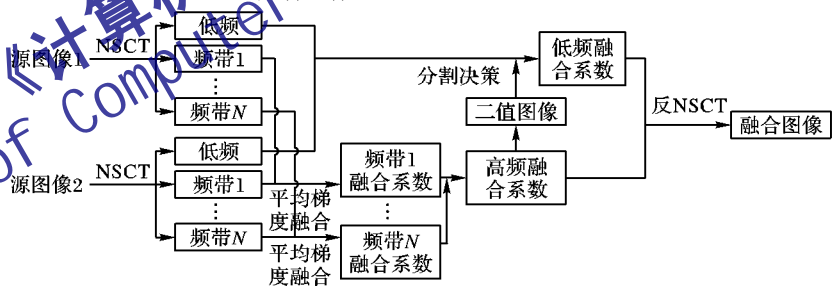 低频
源图像1
NSCT
频带1
⋮
频带N
低频
源图像2
NSCT
频带1
⋮
频带N
平均梯
度融合
平均梯
度融合
频带1
融合系数
⋮
频带N
融合系数
高频融
合系数
二值图像
分割决策
低频融
合系数
反NSCT
融合图像
《计算
of Computer